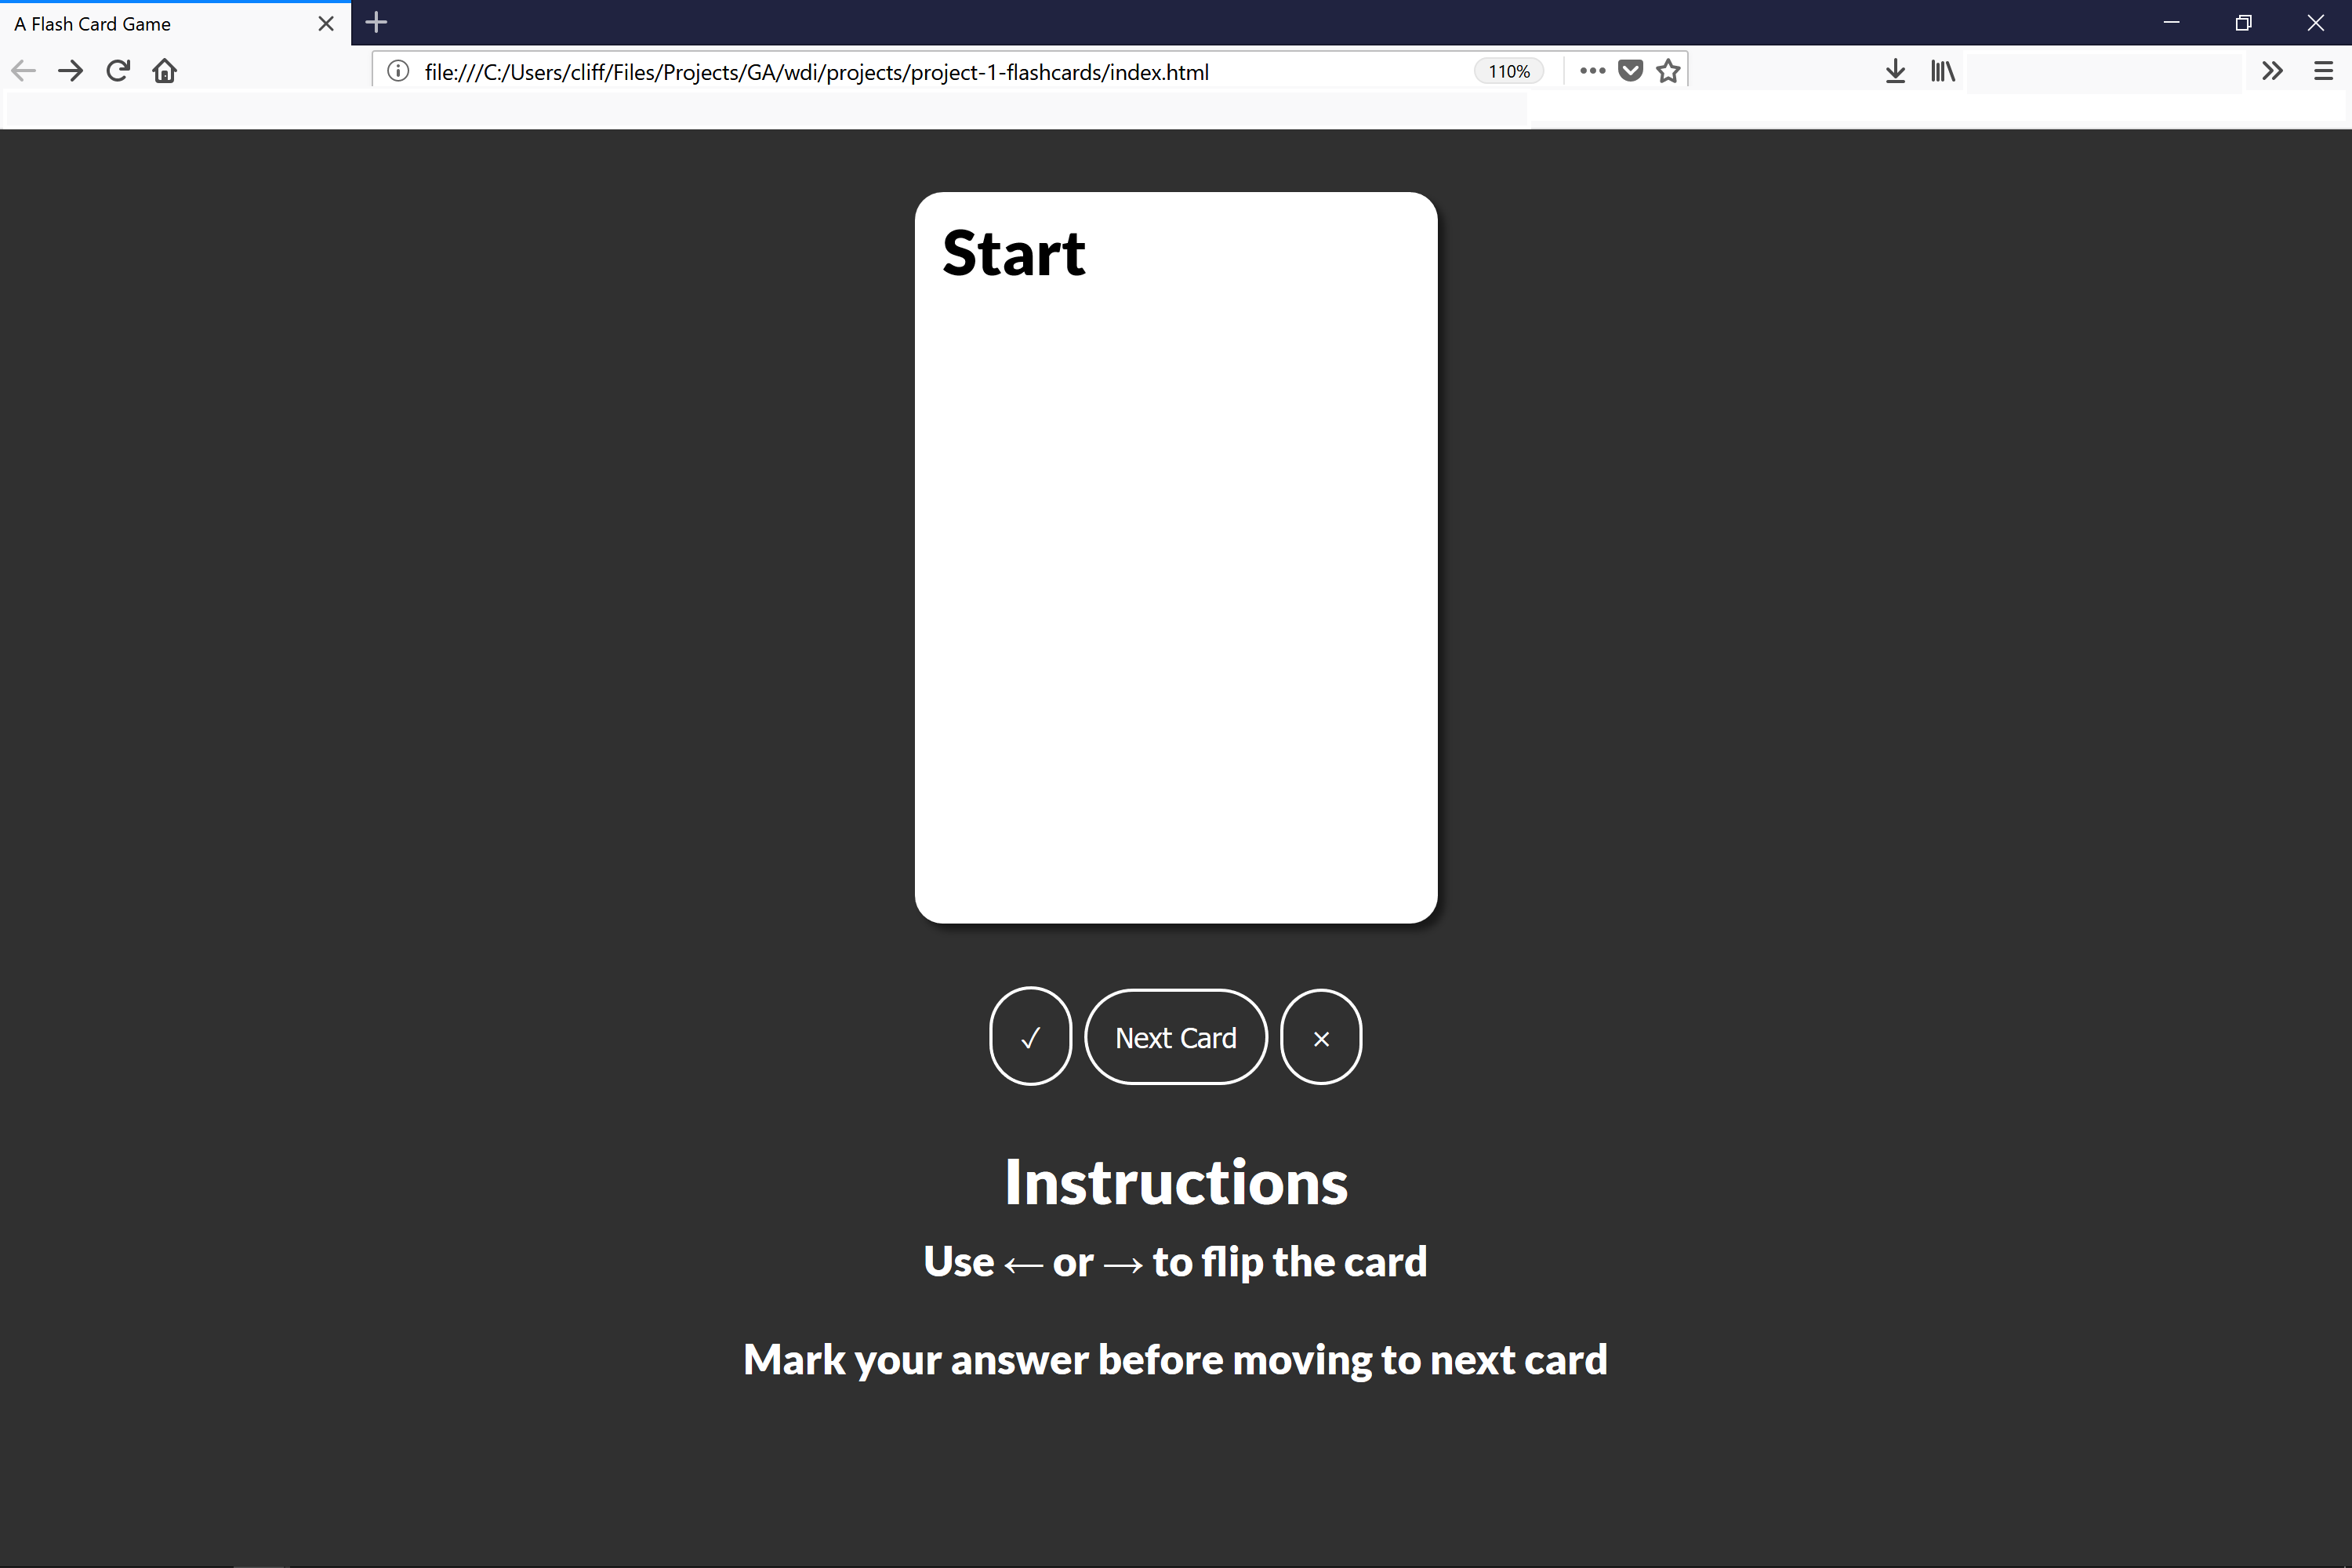 A Flash Card Game
file:///C:/Users/cliff/Files/Projects/GA/wdi/projects/project-1-flashcards/index.html 110%
Start
✓ Next Card ×
Instructions
Use ← or → to flip the card
Mark your answer before moving to next card